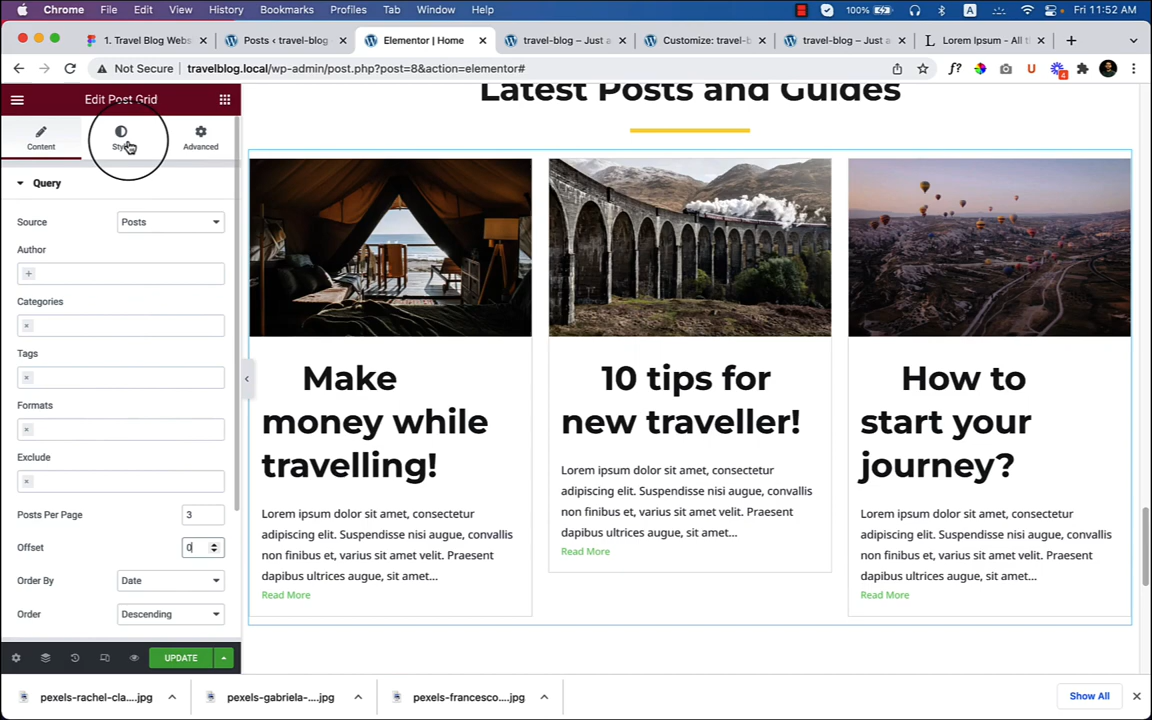 Chrome File Edit View History Bookmarks Profiles Tab Window Help 100% A Fri 11:52 AM
1. Travel Blog Webs Posts ‹ travel-blog Elementor | Home travel-blog – Just a Customize: travel-b travel-blog – Just a Lorem Ipsum - All t
Not Secure travelblog.local/wp-admin/post.php?post=8&action=elementor# f? U 4
Edit Post Grid
Content
Style
Advanced
Query
Source Posts
Author
Categories
Tags
Formats
Exclude
Posts Per Page 3
Offset 0
Order By Date
Order Descending
UPDATE
Latest Posts and Guides
Make
money while
travelling!
Lorem ipsum dolor sit amet, consectetur
adipiscing elit. Suspendisse nisi augue, convallis
non finibus et, varius sit amet velit. Praesent
dapibus ultrices augue, sit am...
Read More
10 tips for
new traveller!
Lorem ipsum dolor sit amet, consectetur
adipiscing elit. Suspendisse nisi augue, convallis
non finibus et, varius sit amet velit. Praesent
dapibus ultrices augue, sit am...
Read More
How to
start your
journey?
Lorem ipsum dolor sit amet, consectetur
adipiscing elit. Suspendisse nisi augue, convallis
non finibus et, varius sit amet velit. Praesent
dapibus ultrices augue, sit am...
Read More
pexels-rachel-cla....jpg pexels-gabriela-....jpg pexels-francesco...jpg Show All